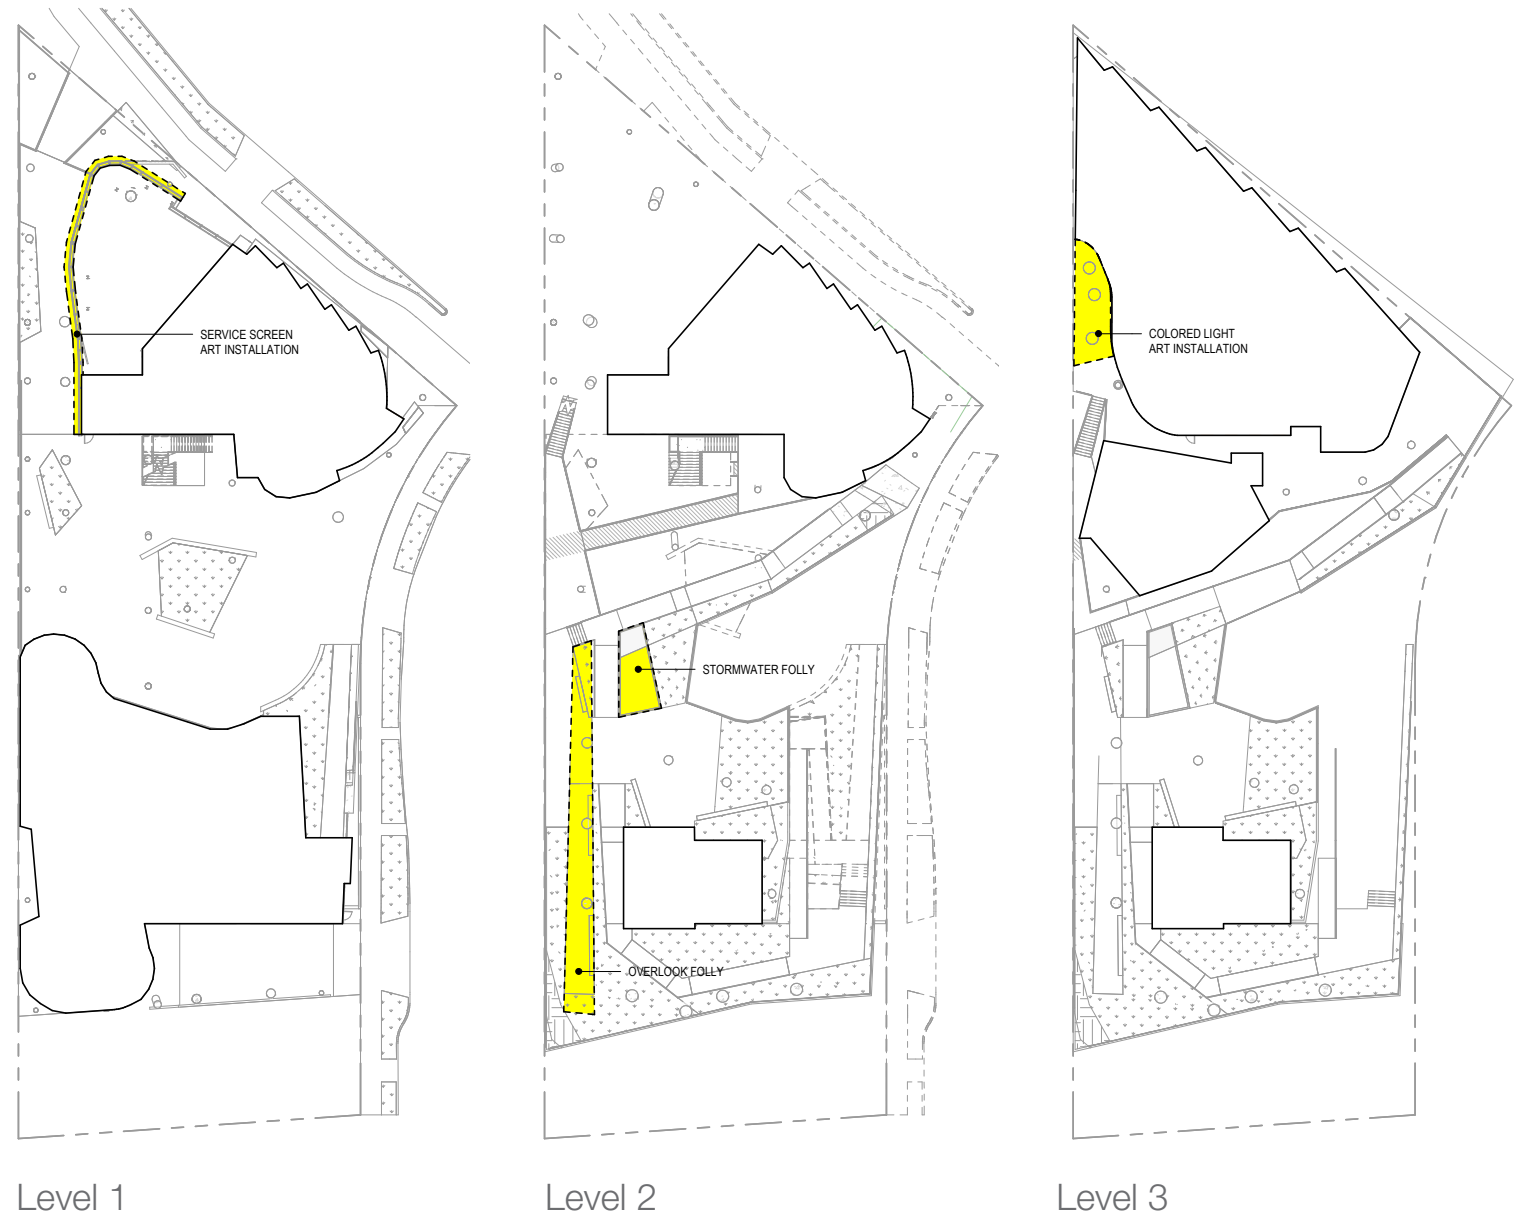 SERVICE SCREEN
ART INSTALLATION
STORMWATER FOLLY
OVERLOOK FOLLY
COLORED LIGHT
ART INSTALLATION
Level 1
Level 2
Level 3